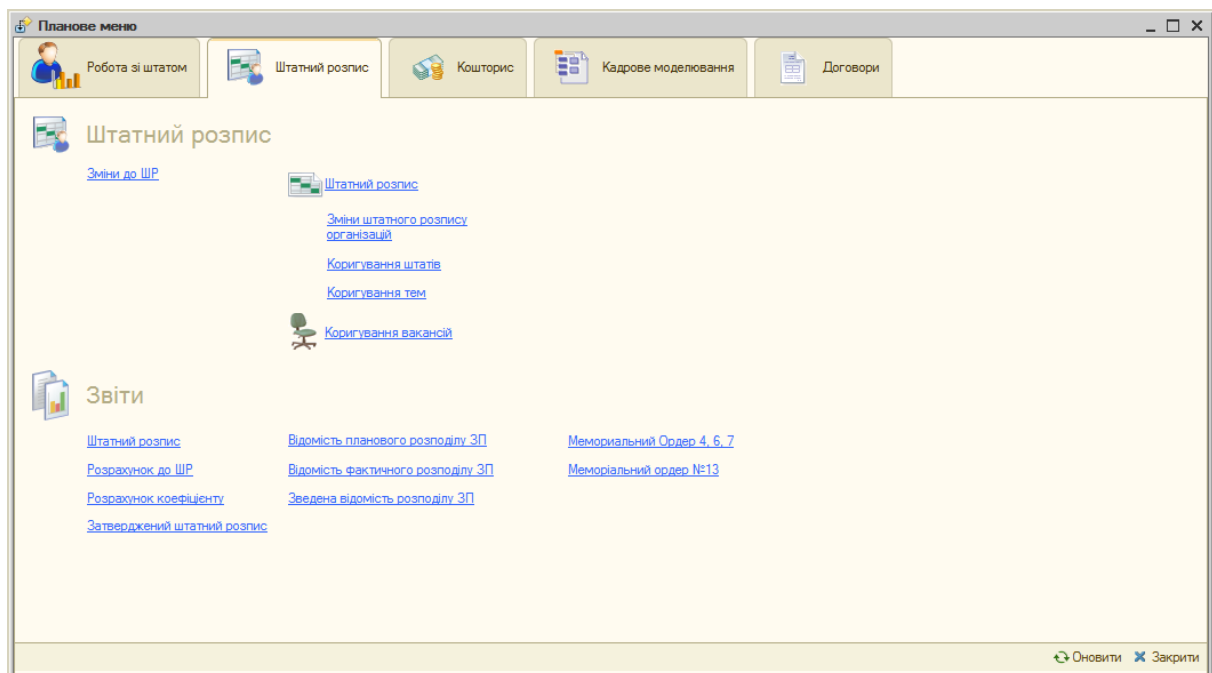 Планове меню
Робота зі штатом
Штатний розпис
Кошторис
Кадрове моделювання
Договори
Штатний розпис
Зміни до ШР
Штатний розпис
Зміни штатного розпису
організацій
Коригування штатів
Коригування тем
Коригування вакансій
Звіти
Штатний розпис
Відомість планового розподілу ЗП
Мемориальный Ордер 4, 6, 7
Розрахунок до ШР
Відомість фактичного розподілу ЗП
Меморіальний ордер №13
Розрахунок коефіцієнту
Зведена відомість розподілу ЗП
Затверджений штатний розпис
Оновити
Закрити